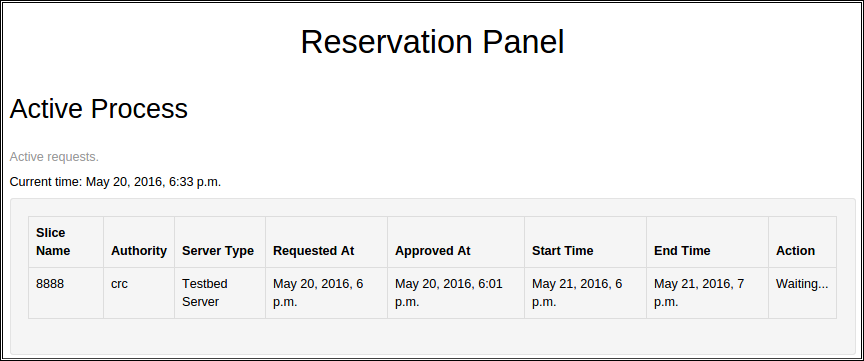 Reservation Panel
Active Process
Active requests.
Current time: May 20, 2016, 6:33 p.m.
Slice Name Authority Server Type Requested At Approved At Start Time End Time Action
8888 crc Testbed Server May 20, 2016, 6 p.m. May 20, 2016, 6:01 p.m. May 21, 2016, 6 p.m. May 21, 2016, 7 p.m. Waiting...